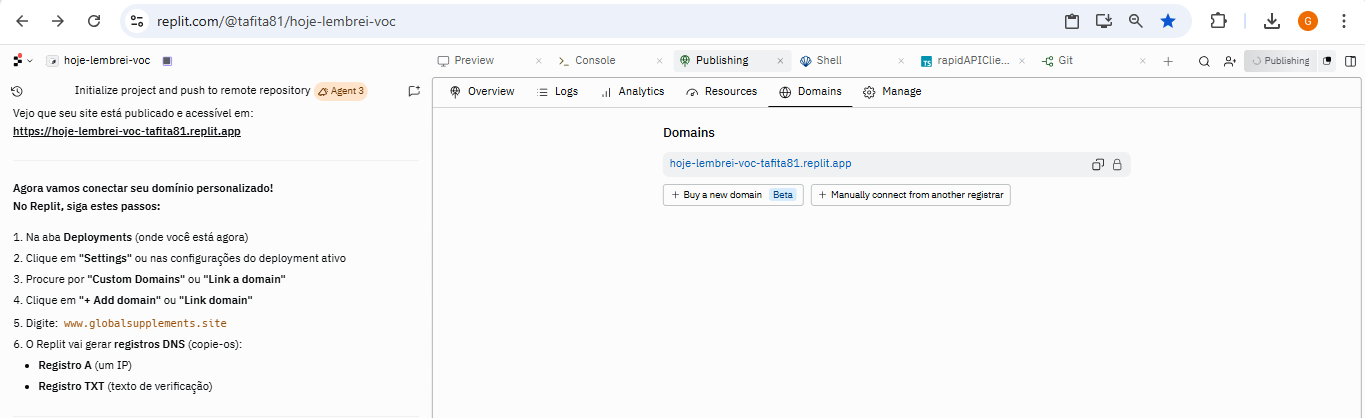 replit.com/@tafita81/hoje-lembrei-voc
G
hoje-lembrei-voc
Preview
Console
Publishing
Shell
TS rapidAPIClie...
Git
Publishing
Initialize project and push to remote repository Agent 3
Overview
Logs
Analytics
Resources
Domains
Manage
Vejo que seu site está publicado e acessível em:
https://hoje-lembrei-voc-tafita81.replit.app
Agora vamos conectar seu domínio personalizado!
No Replit, siga estes passos:
1. Na aba Deployments (onde você está agora)
2. Clique em "Settings" ou nas configurações do deployment ativo
3. Procure por "Custom Domains" ou "Link a domain"
4. Clique em "+ Add domain" ou "Link domain"
5. Digite: www.globalsupplements.site
6. O Replit vai gerar registros DNS (copie-os):
• Registro A (um IP)
• Registro TXT (texto de verificação)
Domains
hoje-lembrei-voc-tafita81.replit.app
+ Buy a new domain Beta
+ Manually connect from another registrar